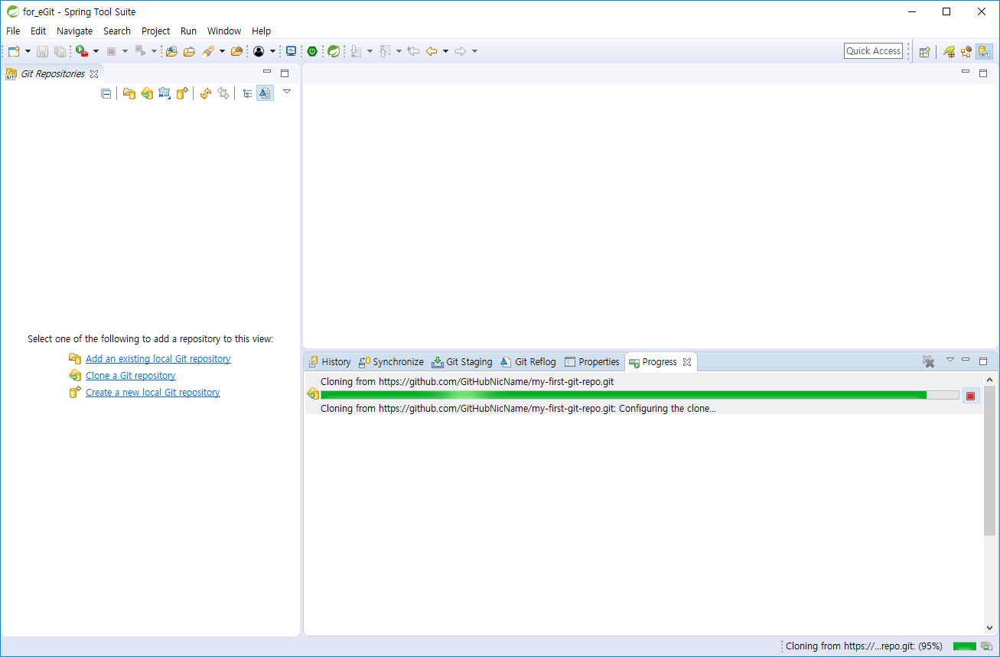 for_eGit - Spring Tool Suite
File Edit Navigate Search Project Run Window Help
Quick Access
GIT
GIT Git Repositories
Select one of the following to add a repository to this view:
Add an existing local Git repository
Clone a Git repository
Create a new local Git repository
History Synchronize Git Staging Git Reflog Properties Progress
Cloning from https://github.com/GitHubNicName/my-first-git-repo.git
Cloning from https://github.com/GitHubNicName/my-first-git-repo.git: Configuring the clone...
Cloning from https://...repo.git: (95%)